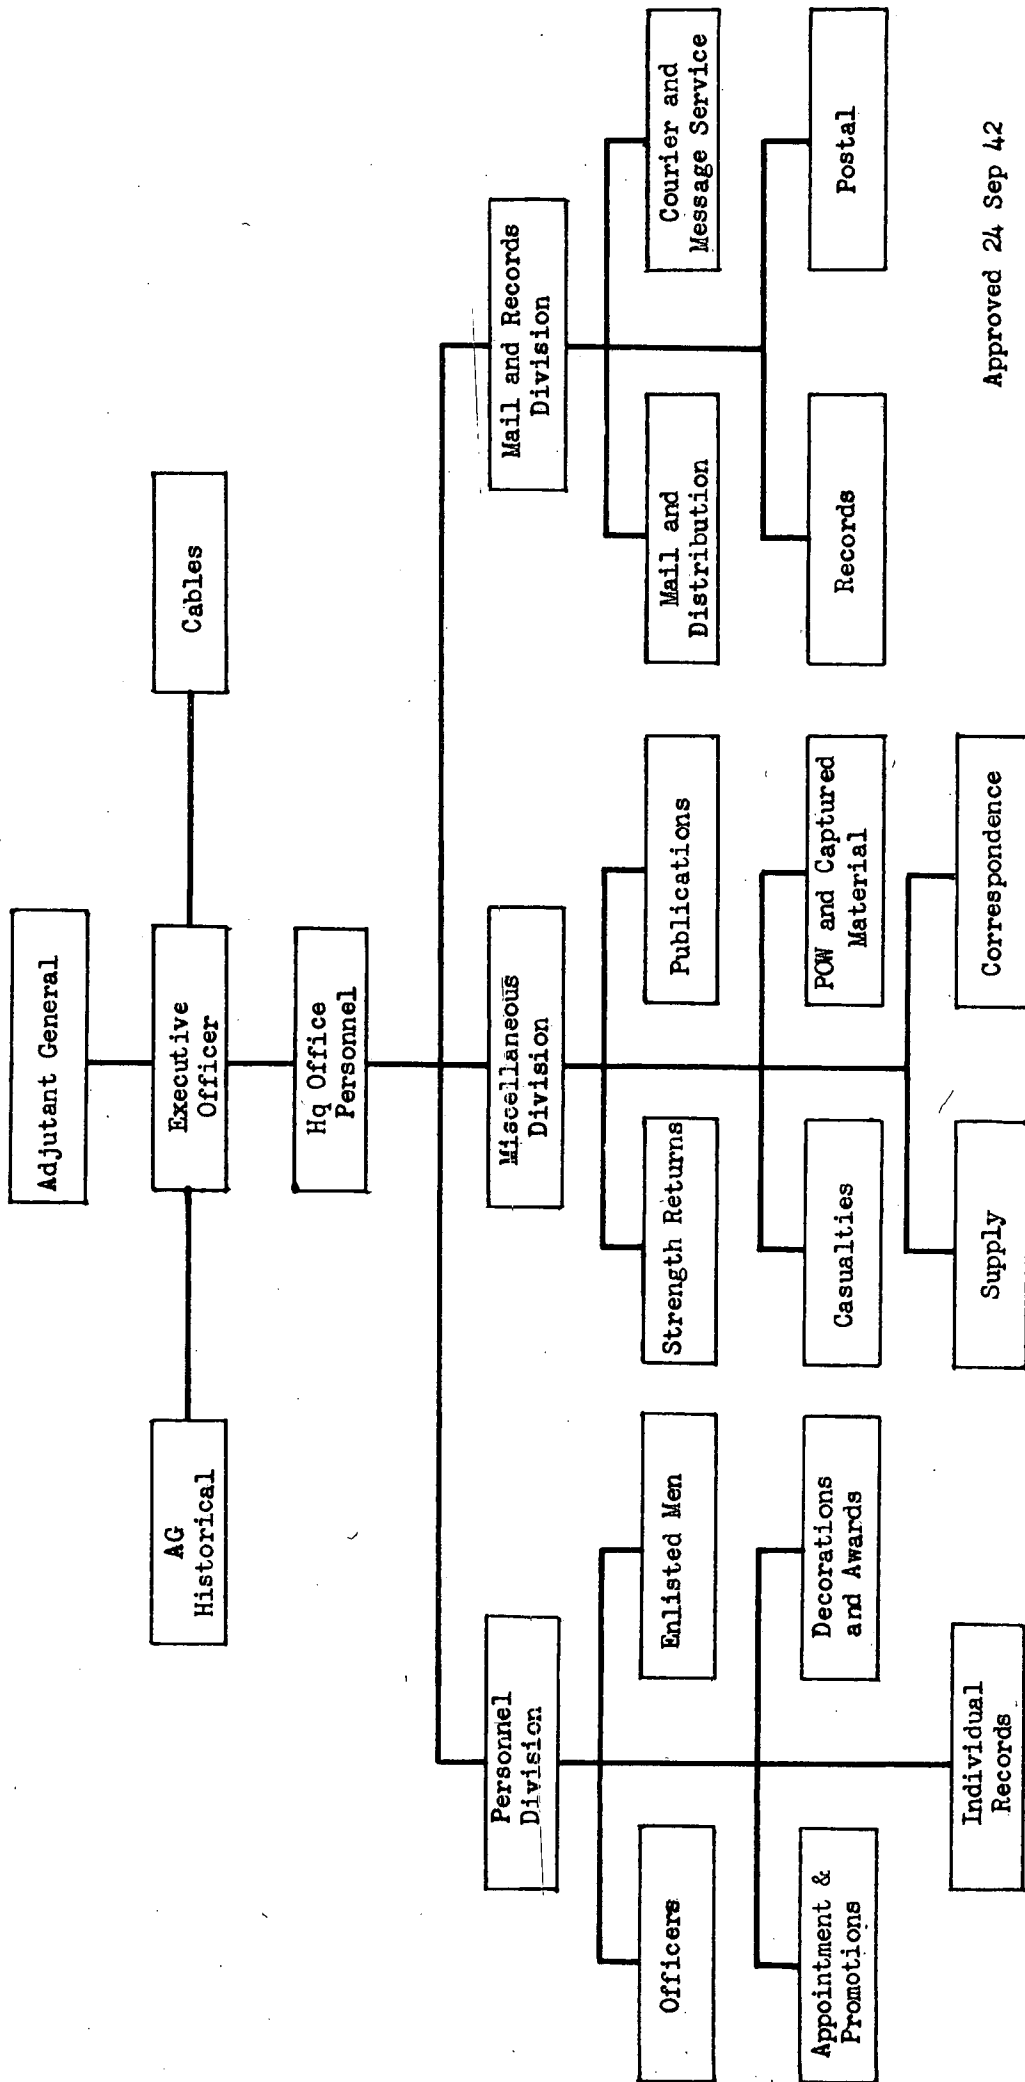 Adjutant General
AG
Historical
Executive
Officer
Cables
Hq Office
Personnel
Personnel
Division
Miscellaneous
Division
Mail and Records
Division
Officers
Enlisted Men
Strength Returns
Publications
Mail and
Distribution
Courier and
Message Service
Appointment &
Promotions
Decorations
and Awards
Casualties
POW and Captured
Material
Records
Postal
Individual
Records
Supply
Correspondence
Approved 24 Sep 42